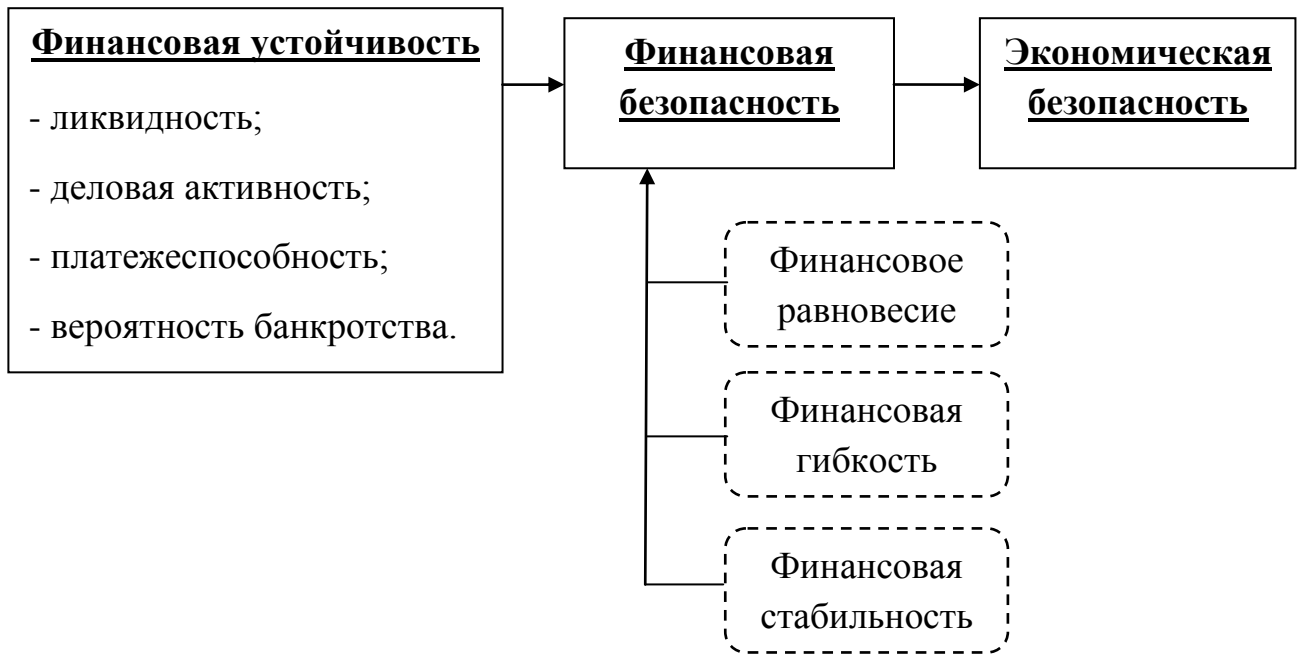 Финансовая устойчивость
- ликвидность;
- деловая активность;
- платежеспособность;
- вероятность банкротства.
Финансовая
безопасность
Экономическая
безопасность
Финансовое
равновесие
Финансовая
гибкость
Финансовая
стабильность